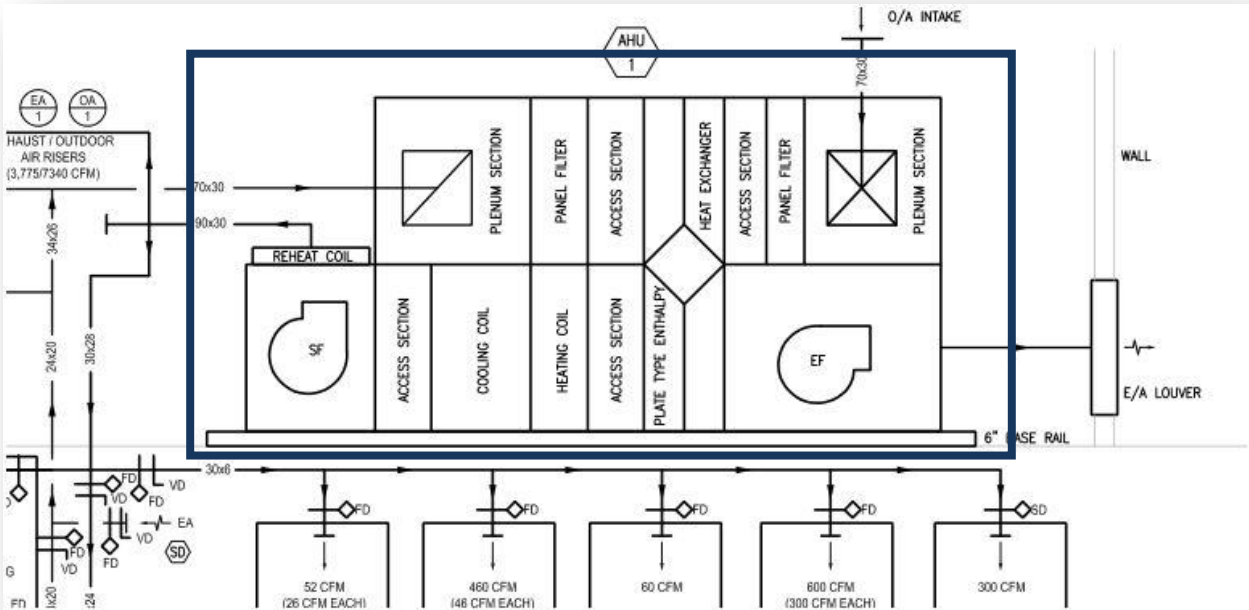 O/A INTAKE
AHU
1
70x30
EA
1
OA
1
HAUST / OUTDOOR
AIR RISERS
(3,775/7340 CFM)
70x30
90x30
34x26
REHEAT COIL
PLENUM SECTION
PANEL FILTER
ACCESS SECTION
HEAT EXCHANGER
ACCESS SECTION
PANEL FILTER
PLENUM SECTION
WALL
24x20
30x28
SF
ACCESS SECTION
COOLING COIL
HEATING COIL
ACCESS SECTION
PLATE TYPE ENTHALPY
EF
E/A LOUVER
6" BASE RAIL
30x6
FD
VD
FD
VD
FD
EA
VD
SD
FD
FD
VD
FD
FD
FD
FD
SD
G
FD
x20
x24
52 CFM
(26 CFM EACH)
460 CFM
(46 CFM EACH)
60 CFM
600 CFM
(300 CFM EACH)
300 CFM